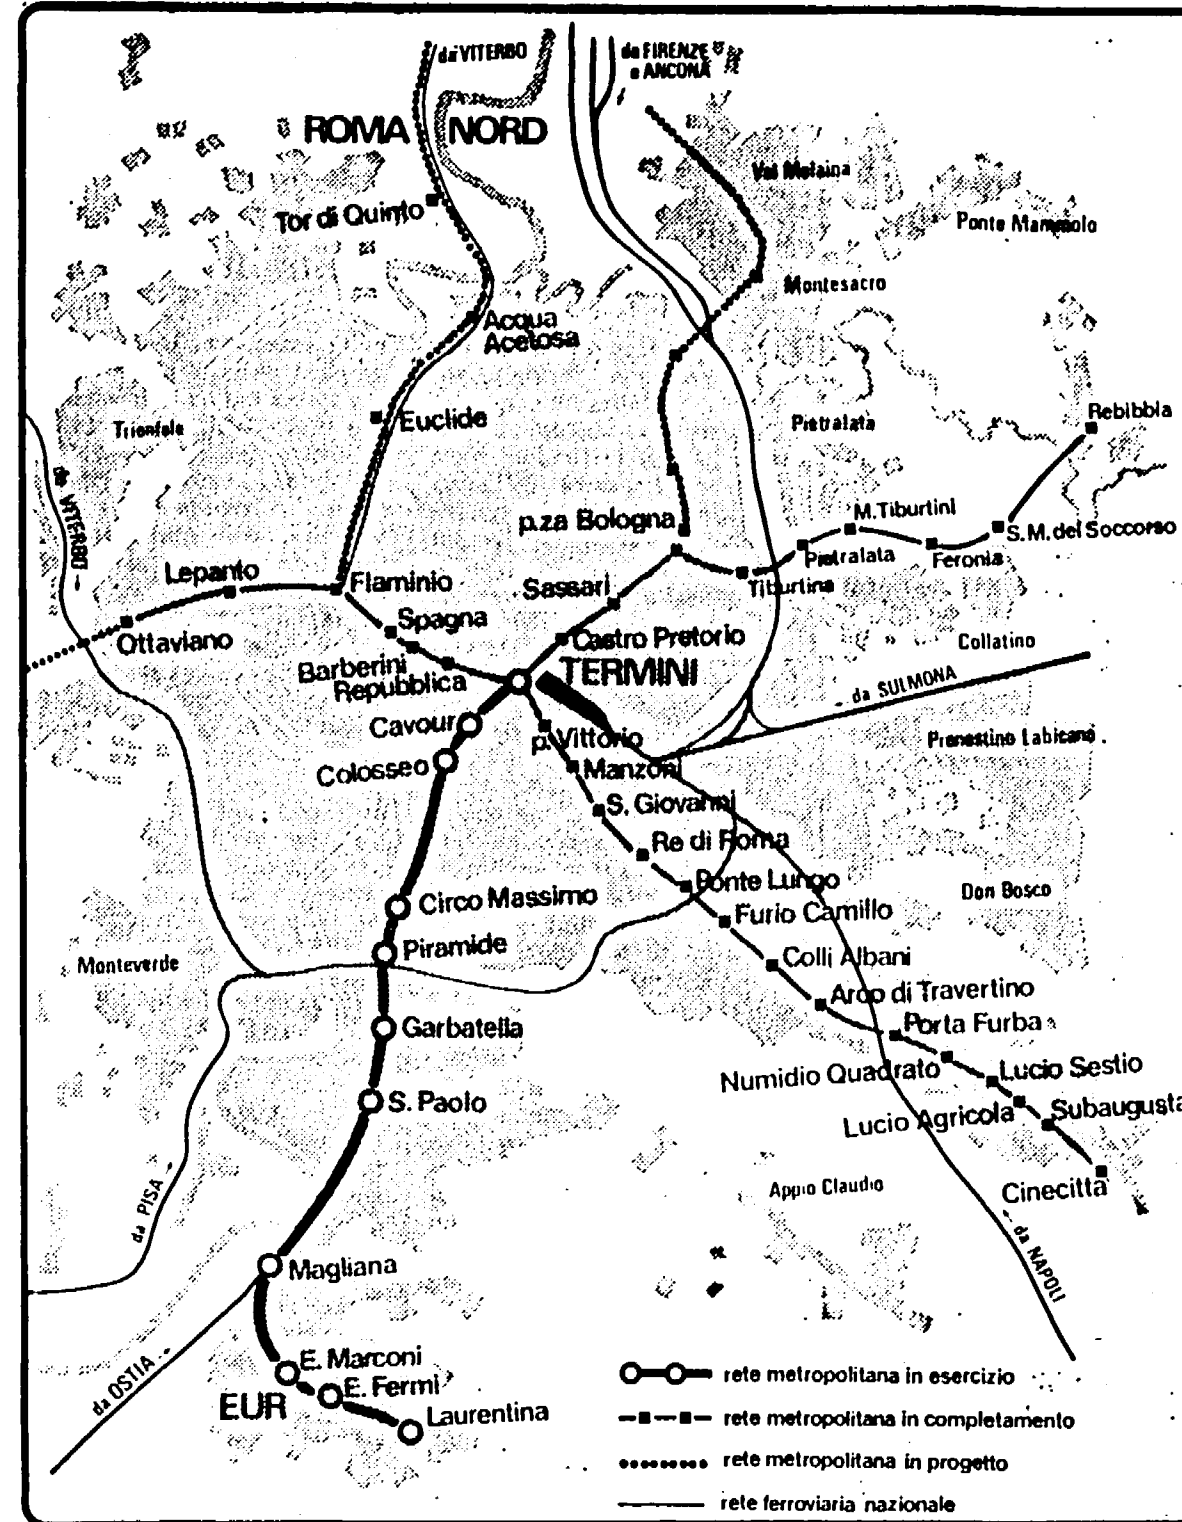 da VITERBO
da FIRENZE
e ANCONA
ROMA NORD
Val Melaina
Tor di Quinto
Ponte Mammolo
Montesacro
Acqua
Acetosa
Rebibbia
Euclide
Pietralata
Trionfale
da VITERBO
p.za Bologna
M.Tiburtini
S.M. del Soccorso
Pietralata
Feronia
Lepanto
Flaminio
Sassari
Tiburtina
Spagna
Ottaviano
Castro Pretorio
Collatino
Barberini
Repubblica
TERMINI
da SULMONA
Cavour
p. Vittorio
Prenestino Labicano
Colosseo
Manzoni
S. Giovanni
Re di Roma
Ponte Lungo
Don Bosco
Circo Massimo
Furio Camillo
Piramide
Colli Albani
Monteverde
Arco di Travertino
Garbatella
Porta Furba
Numidio Quadrato
Lucio Sestio
S. Paolo
Lucio Agricola
Subaugusta
Appio Claudio
Cinecitta
da PISA
da NAPOLI
Magliana
da OSTIA
E. Marconi
E. Fermi
EUR
Laurentina
rete metropolitana in esercizio
rete metropolitana in completamento
rete metropolitana in progetto
rete ferroviaria nazionale